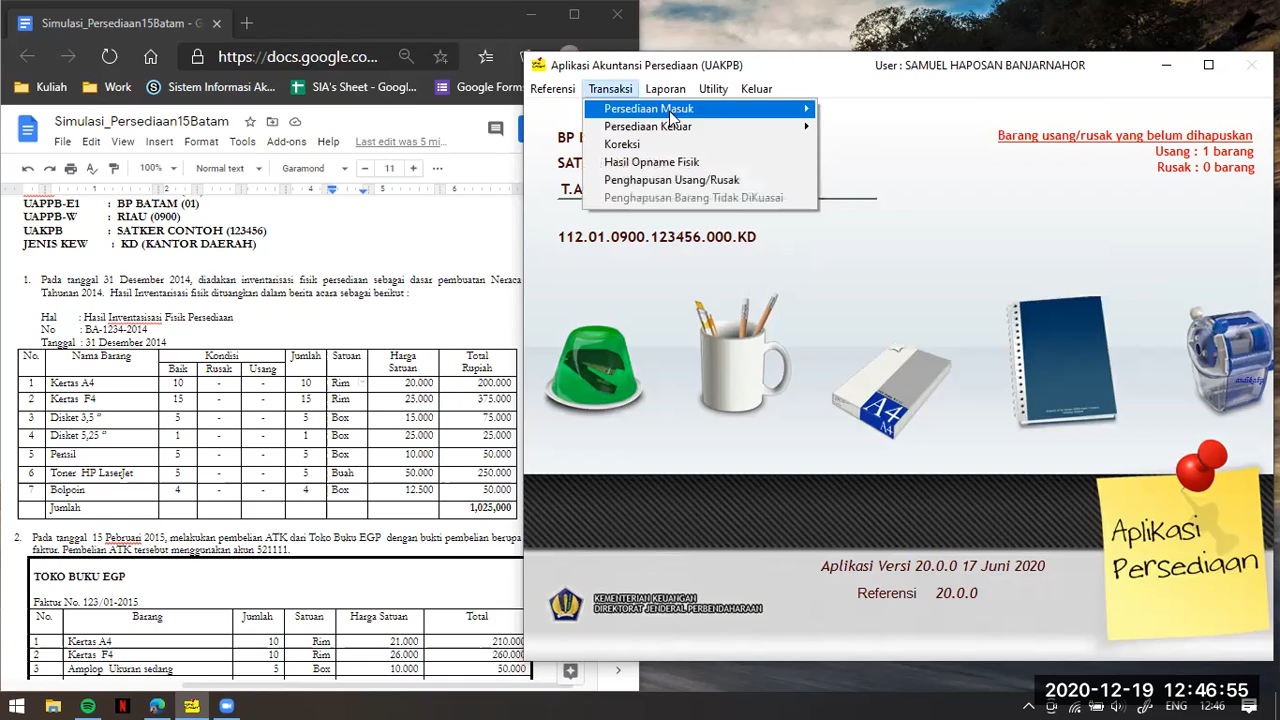 Simulasi_Persediaan15Batam - G
https://docs.google.co...
Kuliah
Dokumen
Sistem Informasi Akunt...
SIA's Sheet
Google Form
Simulasi_Persediaan15Batam
File Edit View Insert Format Tools Add-ons Help Last edit was 22
100% Normal text Garamond 11
UAPPB-E1 : BP BATAM (01)
UAPPB-W : RIAU (0900)
UAKPB : SATKER CONTOH (123456)
JENIS KEW : KD (KANTOR DAERAH)
1. Pada tanggal 31 Desember 2014, diadakan inventarisasi fisik persediaan sebagai dasar pembuatan Neraca
Tahunan 2014. Hasil Inventarisasi fisik dituangkan dalam berita acara sebagai berikut :
Hal : Hasil Inventasisasi Fisik Persediaan
No : BA-1234-2014
Tanggal : 31 Desember 2014
No. Nama Barang Kondisi Jumlah Satuan Harga Satuan Total Rupiah
Baik Rusak Usang
1 Kertas A4 10 - - 10 Rim 20.000 200.000
2 Kertas F4 15 - - 15 Rim 25.000 375.000
3 Disket 3,5 " 5 - - 5 Box 15.000 75.000
4 Disket 5,25 " 1 - - 1 Box 25.000 25.000
5 Pensil 5 - - 5 Box 10.000 50.000
6 Toner HP LaserJet 5 - - 5 Buah 50.000 250.000
7 Bolpoin 4 - - 4 Box 12.500 50.000
Jumlah 1,025,000
2. Pada tanggal 15 Pebruari 2015, melakukan pembelian ATK dari Toko Buku EGP dengan bukti pembelian berupa
faktur. Pembelian ATK tersebut menggunakan akun 521111.
TOKO BUKU EGP
Faktur No. 123/01-2015
No. Barang Jumlah Satuan Harga Satuan Total
1 Kertas A4 10 Rim 21.000 210.000
2 Kertas F4 10 Rim 26.000 260.000
3 Amplop Ukuran sedang 5 Box 10.000 50.000
Aplikasi Akuntansi Persediaan (UAKPB) User : SAMUEL HAPOSAN BANJARNAHOR
Referensi Transaksi Laporan Utility Keluar
Persediaan Masuk
Persediaan Keluar
Koreksi
Hasil Opname Fisik
Penghapusan Usang/Rusak
Penghapusan Barang Tidak DiKuasai
BP B
SAT
T.A
112.01.0900.123456.000.KD
Barang usang/rusak yang belum dihapuskan
Usang : 1 barang
Rusak : 0 barang
A4
A4
andikafip
Aplikasi
Persediaan
Aplikasi Versi 20.0.0 17 Juni 2020
Referensi 20.0.0
KEMENTERIAN KEUANGAN
DIREKTORAT JENDERAL PERBENDAHARAAN
2020-12-19 12:46:55
ENG 12:46